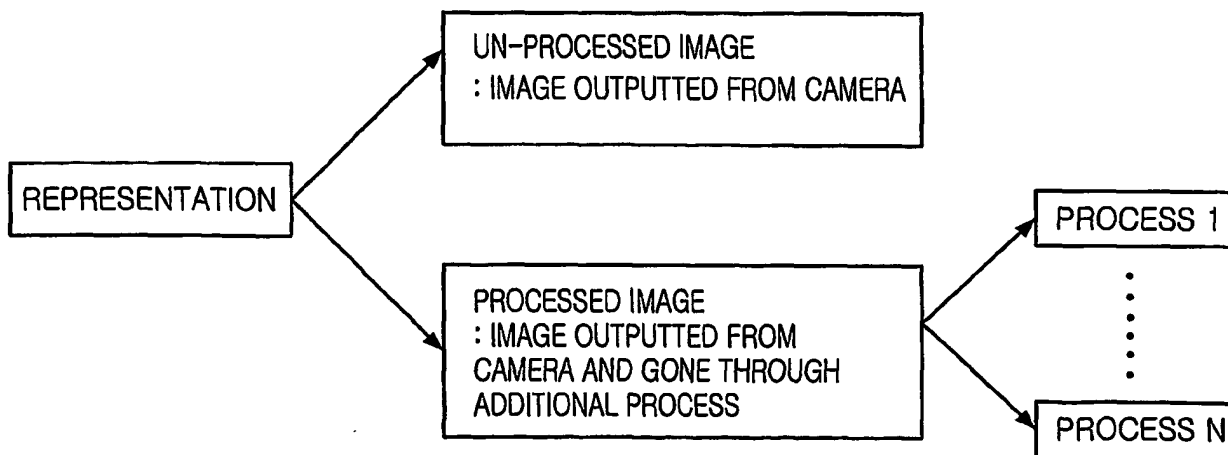 UN-PROCESSED IMAGE
: IMAGE OUTPUTTED FROM CAMERA
REPRESENTATION
PROCESS 1
PROCESSED IMAGE
: IMAGE OUTPUTTED FROM
CAMERA AND GONE THROUGH
ADDITIONAL PROCESS
PROCESS N